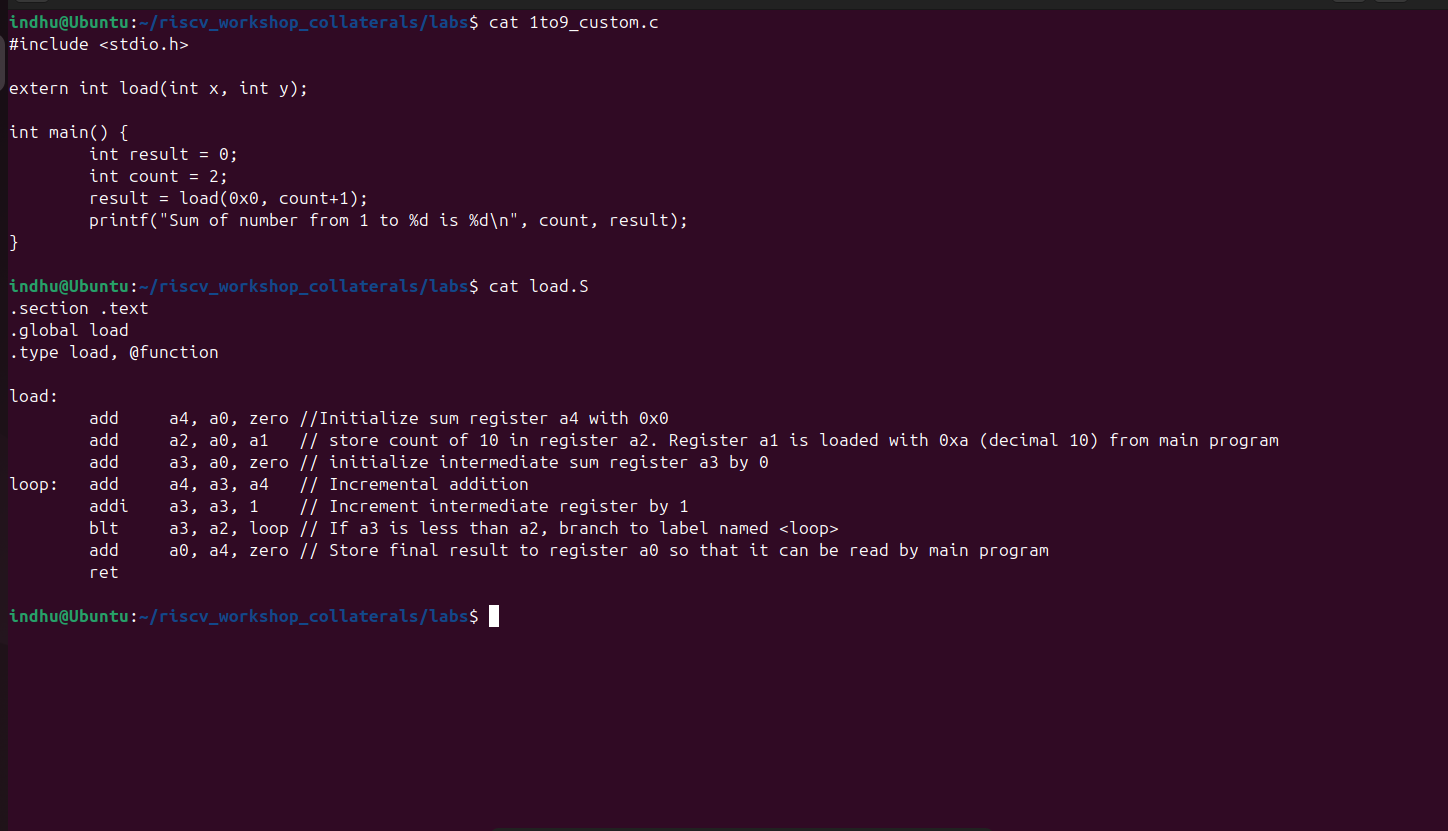 indhu@Ubuntu:~/riscv_workshop_collaterals/labs$ cat 1to9_custom.c
#include <stdio.h>
extern int load(int x, int y);
int main() {
        int result = 0;
        int count = 2;
        result = load(0x0, count+1);
        printf("Sum of number from 1 to %d is %d\n", count, result);
}
indhu@Ubuntu:~/riscv_workshop_collaterals/labs$ cat load.S
.section .text
.global load
.type load, @function
load:
        add     a4, a0, zero //Initialize sum register a4 with 0x0
        add     a2, a0, a1   // store count of 10 in register a2. Register a1 is loaded with 0xa (decimal 10) from main program
        add     a3, a0, zero // initialize intermediate sum register a3 by 0
loop:   add     a4, a3, a4   // Incremental addition
        addi    a3, a3, 1    // Increment intermediate register by 1
        blt     a3, a2, loop // If a3 is less than a2, branch to label named <loop>
        add     a0, a4, zero // Store final result to register a0 so that it can be read by main program
        ret
indhu@Ubuntu:~/riscv_workshop_collaterals/labs$